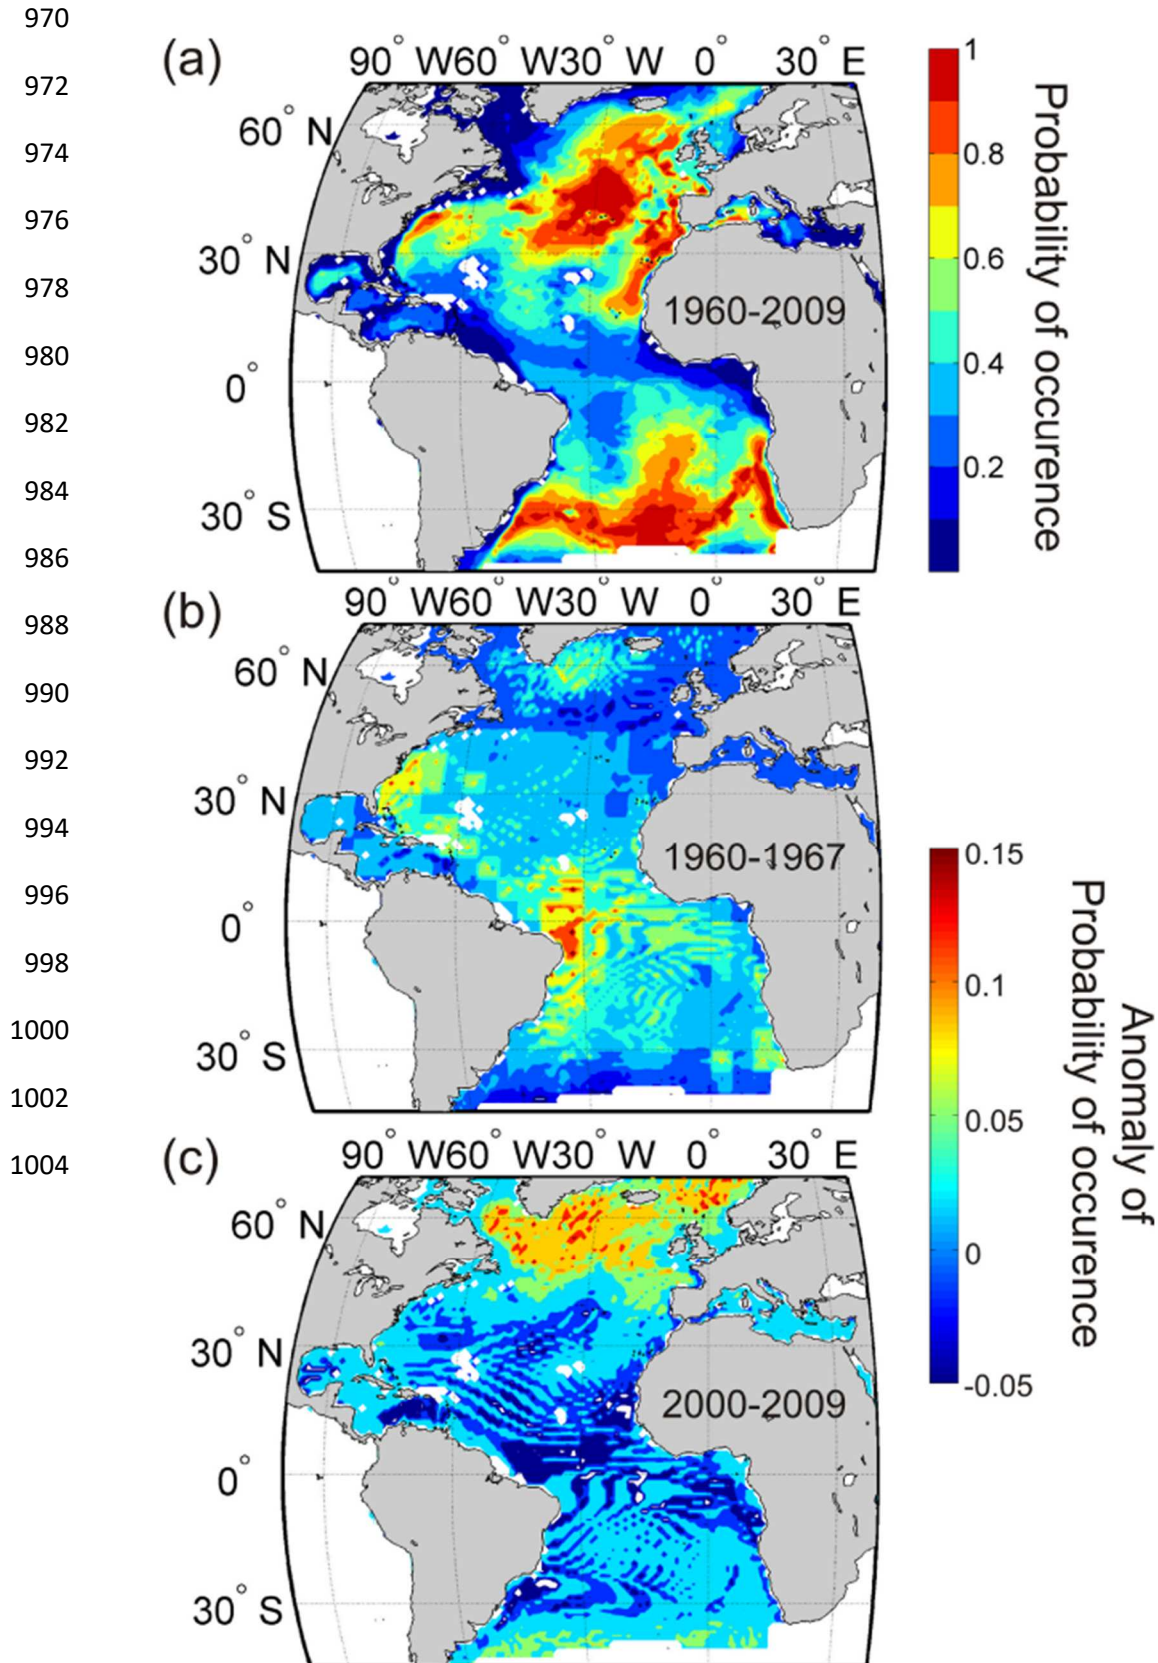 970
972
974
976
978
980
982
984
986
988
990
992
994
996
998
1000
1002
1004
(a)
90° W60° W30° W 0° 30° E
60° N
30° N
0°
30° S
1960-2009
1
0.8
0.6
0.4
0.2
Probability of occurence
(b)
90° W60° W30° W 0° 30° E
60° N
30° N
0°
30° S
1960-1967
(c)
90° W60° W30° W 0° 30° E
60° N
30° N
0°
30° S
2000-2009
0.15
0.1
0.05
0
-0.05
Anomaly of
Probability of occurence